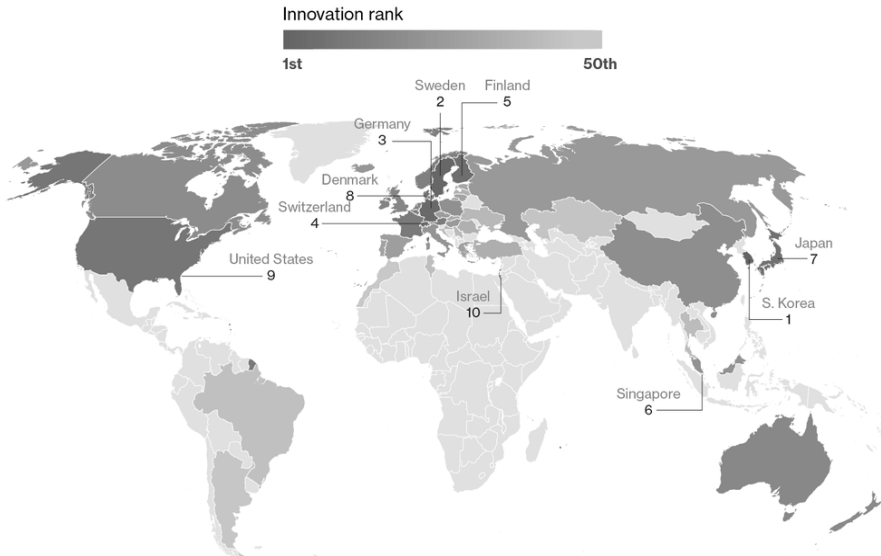 Innovation rank
1st 50th
Sweden Finland
2 5
Germany
3
Denmark
8
Switzerland
4
United States
9
Japan
7
Israel
10
S. Korea
1
Singapore
6